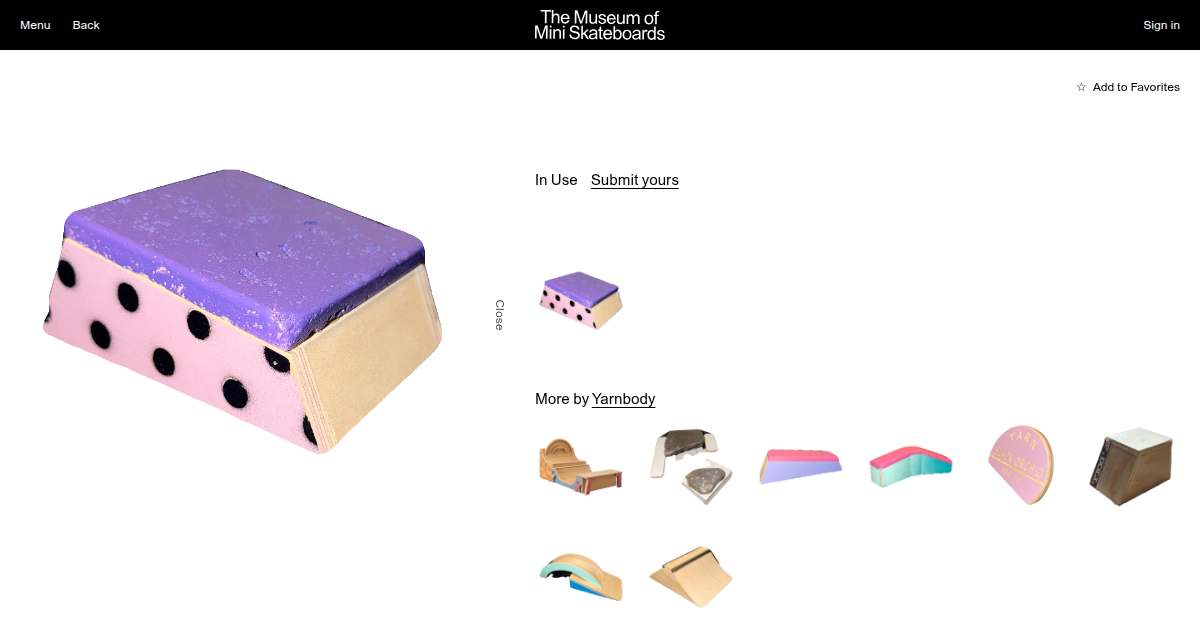 Menu
Back
The Museum of
Mini Skateboards
Sign in
☆ Add to Favorites
In Use
Submit yours
Close
More by Yarnbody
YARN